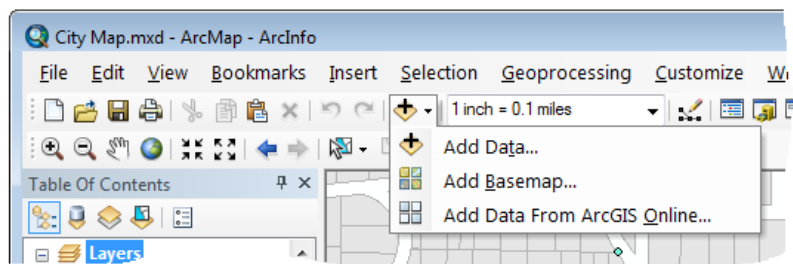 City Map.mxd - ArcMap - ArcInfo
File Edit View Bookmarks Insert Selection Geoprocessing Customize
1 inch = 0.1 miles
Add Data...
Table Of Contents
Add Basemap...
Add Data From ArcGIS Online...
Layers